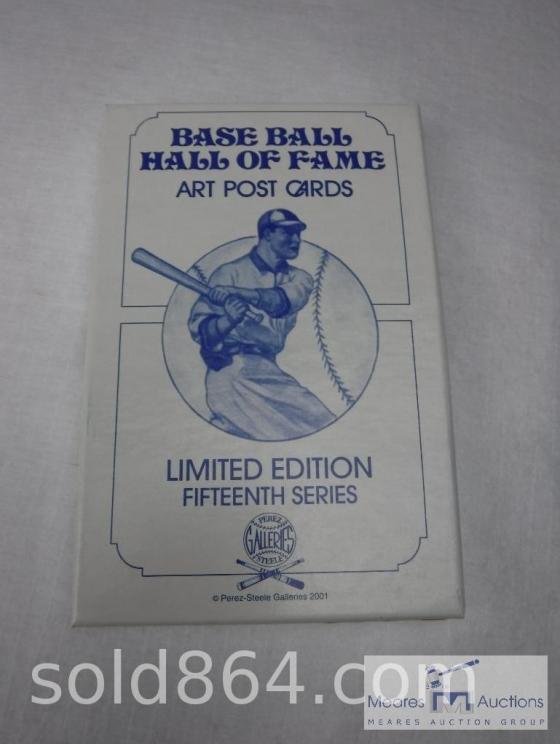 BASE BALL
HALL OF FAME
ART POST CARDS
LIMITED EDITION
FIFTEENTH SERIES
PEREZ
GALLERIES
STEELE
© Perez-Steele Galleries 2001
sold864.com
Meares M Auctions
MEARES AUCTION GROUP